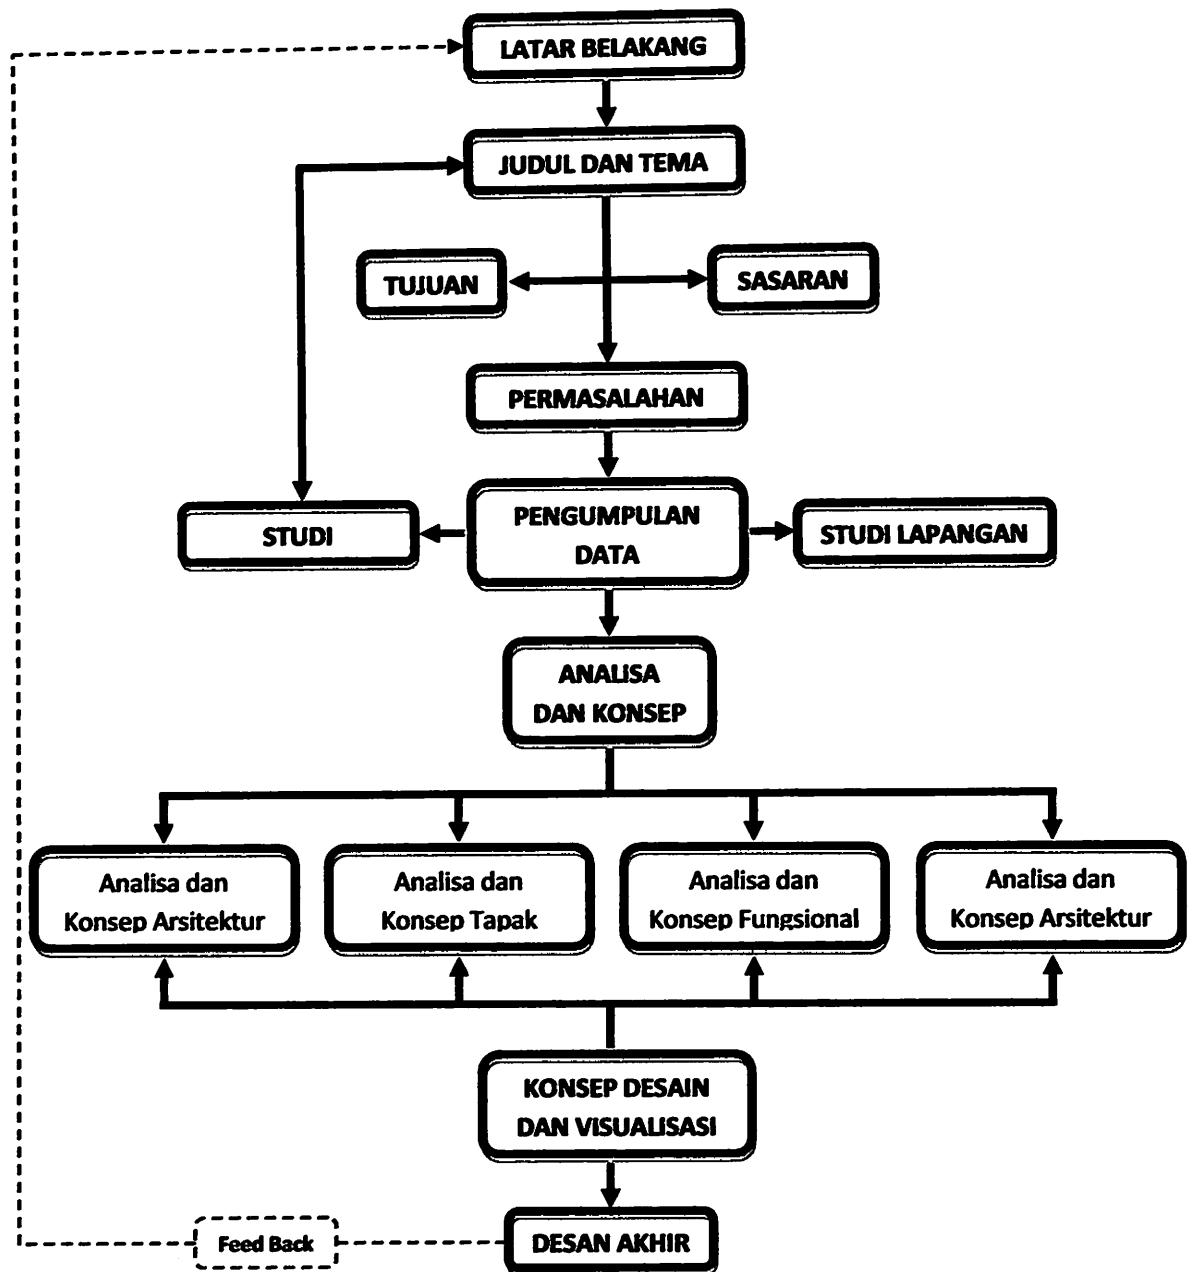 LATAR BELAKANG
JUDUL DAN TEMA
TUJUAN
SASARAN
PERMASALAHAN
STUDI
PENGUMPULAN
DATA
STUDI LAPANGAN
ANALISA
DAN KONSEP
Analisa dan
Konsep Arsitektur
Analisa dan
Konsep Tapak
Analisa dan
Konsep Fungsional
Analisa dan
Konsep Arsitektur
KONSEP DESAIN
DAN VISUALISASI
Feed Back
DESAN AKHIR